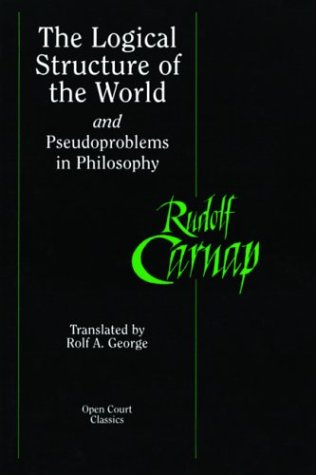 The Logical
Structure of the
the World
and
Pseudoproblems
in Philosophy
Rudolf
Carnap
Translated by
Rolf A. George
Open Court
Classics